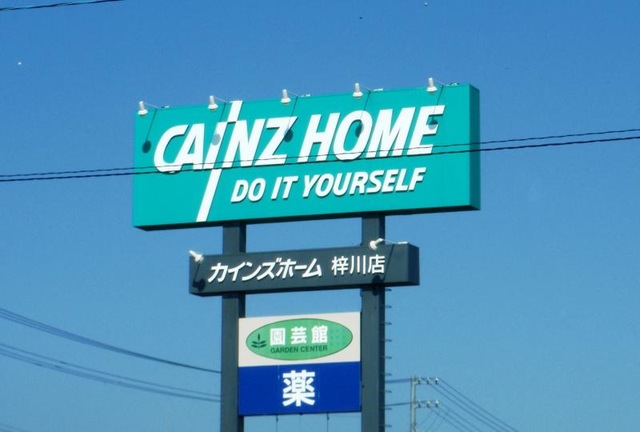 CAINZ HOME
DO IT YOURSELF
カインズホーム 梓川店
園芸館
GARDEN CENTER
薬